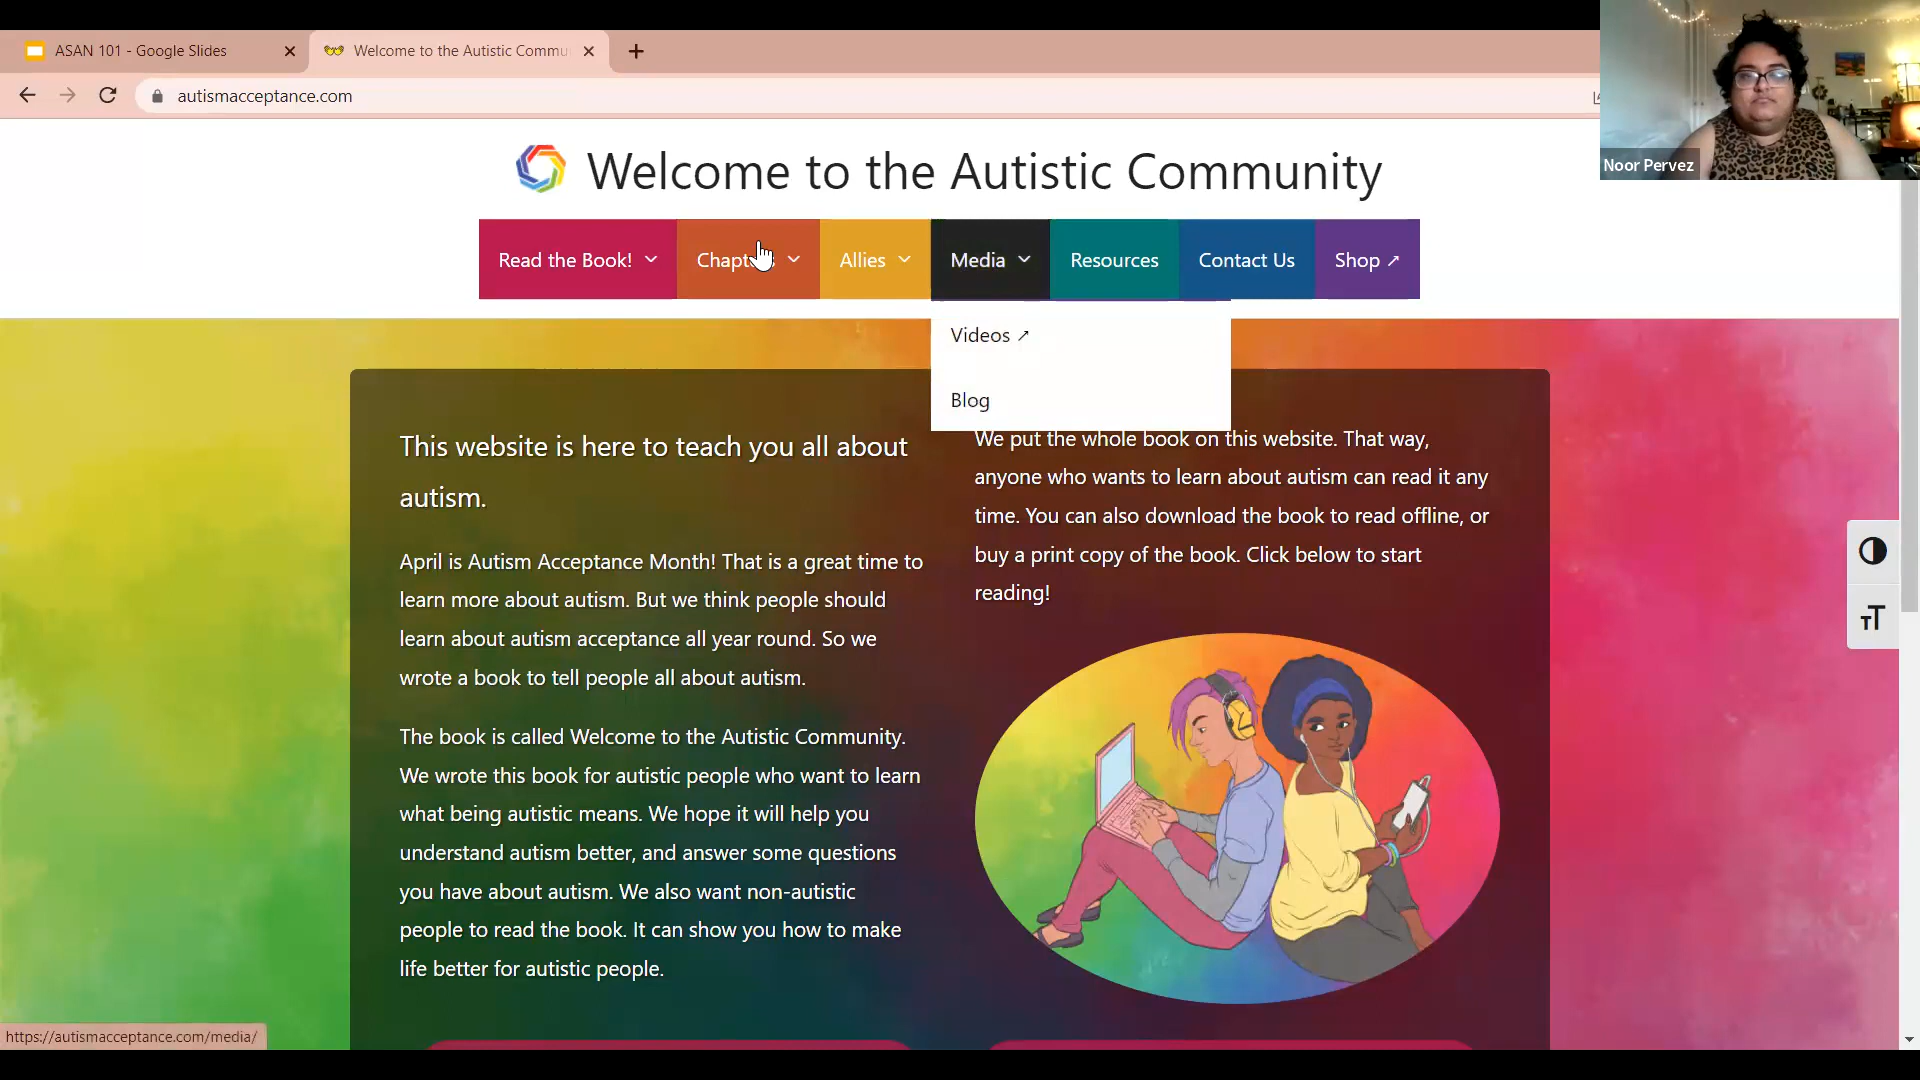 ASAN 101 - Google Slides
Welcome to the Autistic Commu
autismacceptance.com
Noor Pervez
Welcome to the Autistic Community
Read the Book!
Chapt
Allies
Media
Resources
Contact Us
Shop ↗
Videos ↗
Blog
This website is here to teach you all about
autism.
April is Autism Acceptance Month! That is a great time to
learn more about autism. But we think people should
learn about autism acceptance all year round. So we
wrote a book to tell people all about autism.
The book is called Welcome to the Autistic Community.
We wrote this book for autistic people who want to learn
what being autistic means. We hope it will help you
understand autism better, and answer some questions
you have about autism. We also want non-autistic
people to read the book. It can show you how to make
life better for autistic people.
We put the whole book on this website. That way,
anyone who wants to learn about autism can read it any
time. You can also download the book to read offline, or
buy a print copy of the book. Click below to start
reading!
TT
https://autismacceptance.com/media/